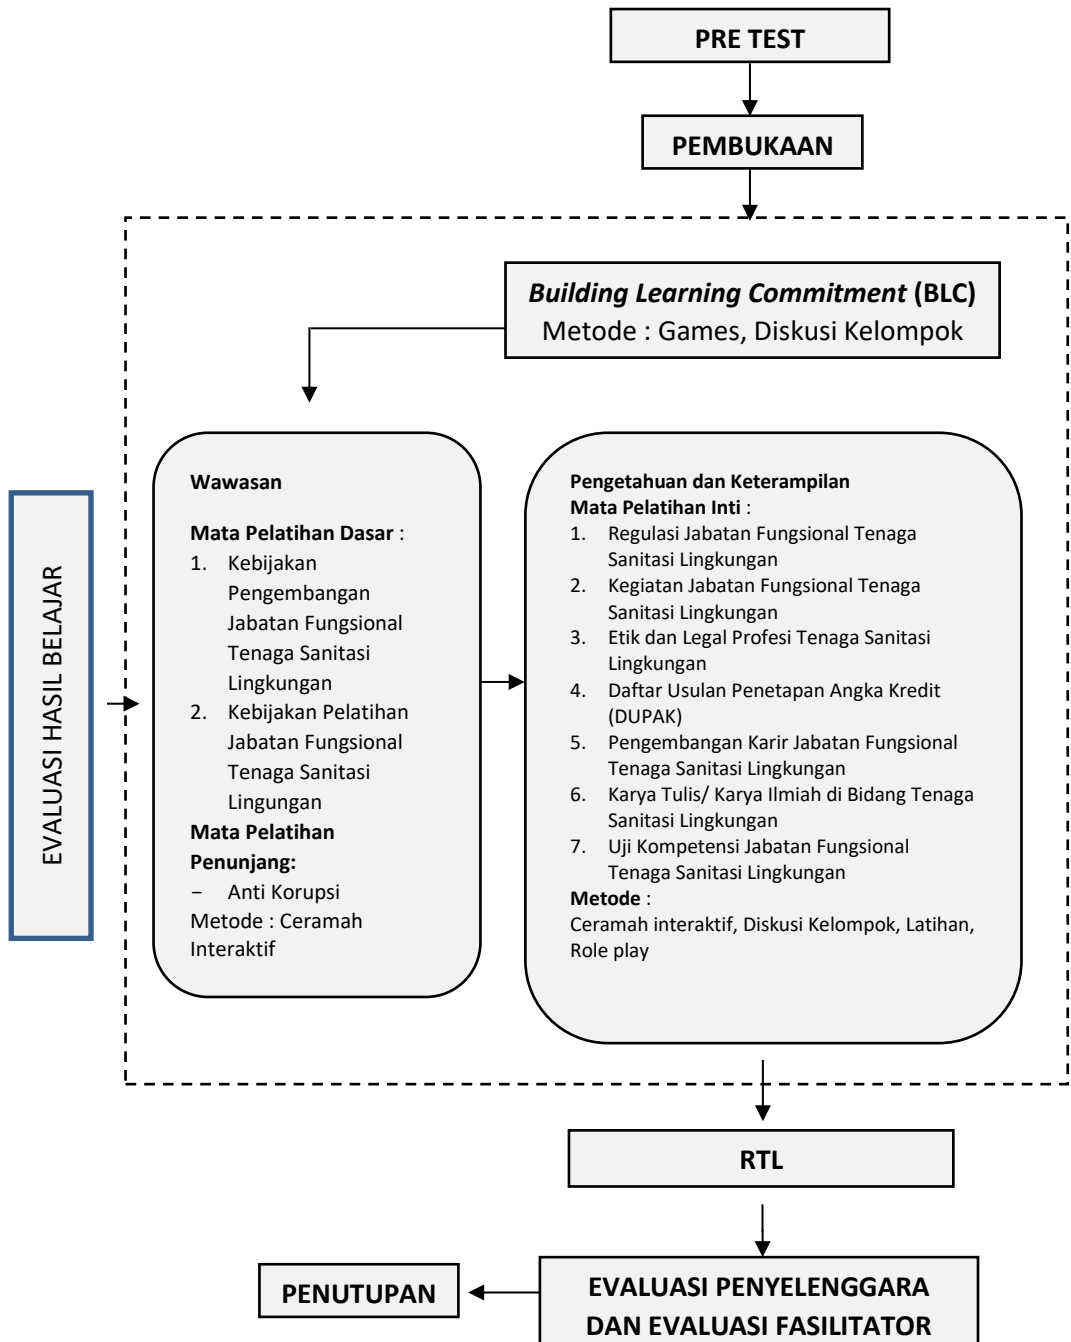 PRE TEST
PEMBUKAAN
Building Learning Commitment (BLC)
Metode : Games, Diskusi Kelompok
EVALUASI HASIL BELAJAR
Wawasan
Mata Pelatihan Dasar :
1. Kebijakan
Pengembangan
Jabatan Fungsional
Tenaga Sanitasi
Lingkungan
2. Kebijakan Pelatihan
Jabatan Fungsional
Tenaga Sanitasi
Lingungan
Mata Pelatihan
Penunjang:
− Anti Korupsi
Metode : Ceramah
Interaktif
Pengetahuan dan Keterampilan
Mata Pelatihan Inti :
1. Regulasi Jabatan Fungsional Tenaga
Sanitasi Lingkungan
2. Kegiatan Jabatan Fungsional Tenaga
Sanitasi Lingkungan
3. Etik dan Legal Profesi Tenaga Sanitasi
Lingkungan
4. Daftar Usulan Penetapan Angka Kredit
(DUPAK)
5. Pengembangan Karir Jabatan Fungsional
Tenaga Sanitasi Lingkungan
6. Karya Tulis/ Karya Ilmiah di Bidang Tenaga
Sanitasi Lingkungan
7. Uji Kompetensi Jabatan Fungsional
Tenaga Sanitasi Lingkungan
Metode :
Ceramah interaktif, Diskusi Kelompok, Latihan,
Role play
RTL
PENUTUPAN
EVALUASI PENYELENGGARA
DAN EVALUASI FASILITATOR